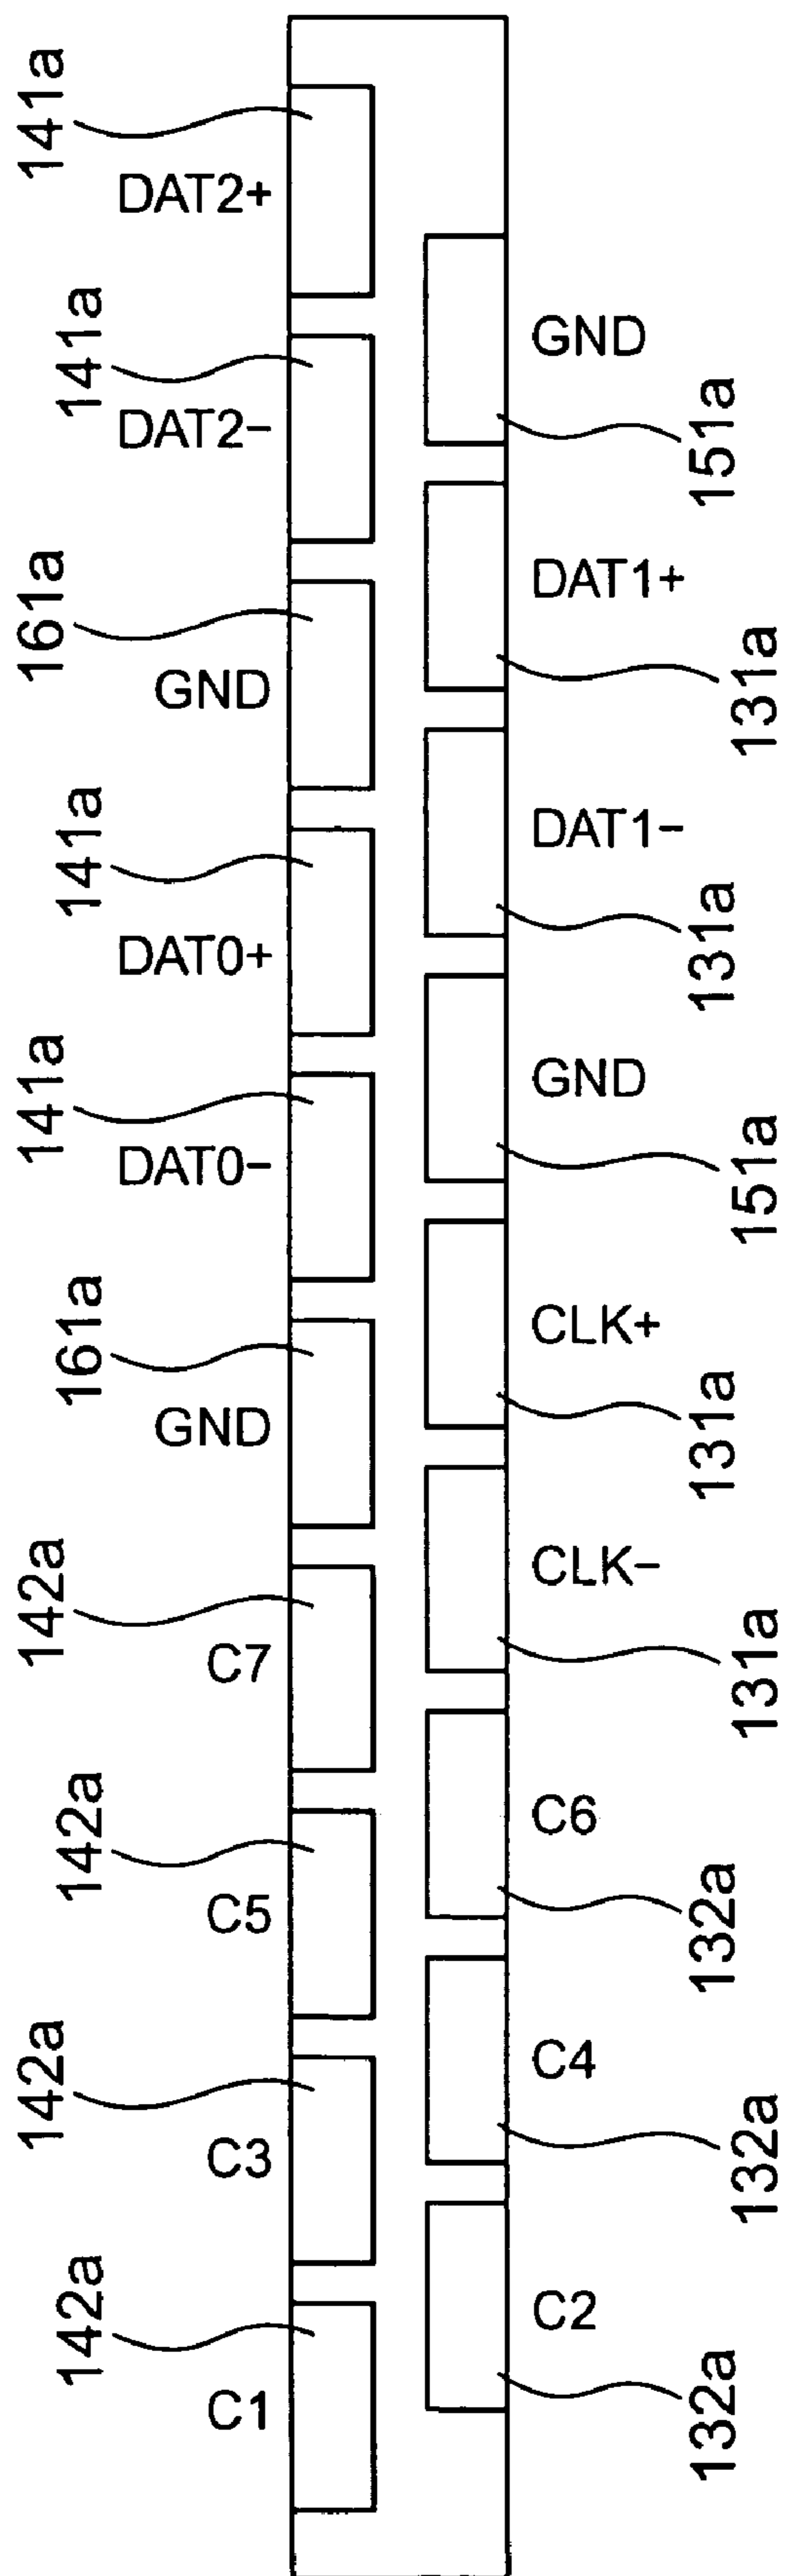 141a
DAT2+
141a
DAT2-
161a
GND
141a
DAT0+
141a
DAT0-
161a
GND
142a
C7
142a
C5
142a
C3
142a
C1
GND
151a
DAT1+
131a
DAT1-
131a
GND
151a
CLK+
131a
CLK-
131a
C6
132a
C4
132a
C2
132a